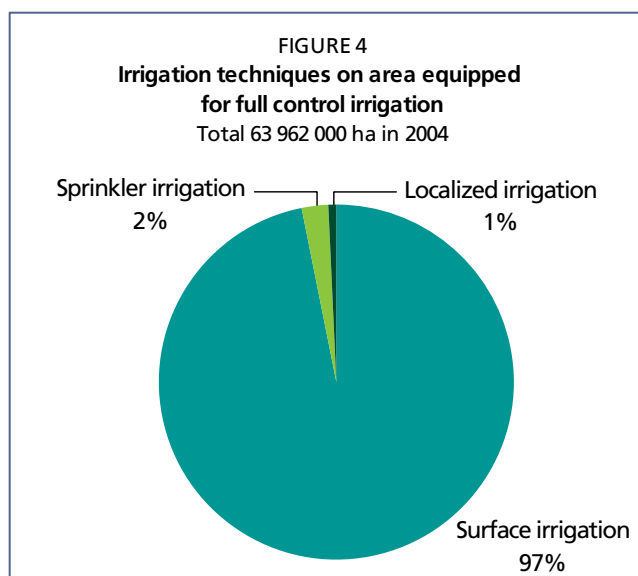 FIGURE 4
Irrigation techniques on area equipped
for full control irrigation
Total 63 962 000 ha in 2004
Sprinkler irrigation
2%
Localized irrigation
1%
Surface irrigation
97%